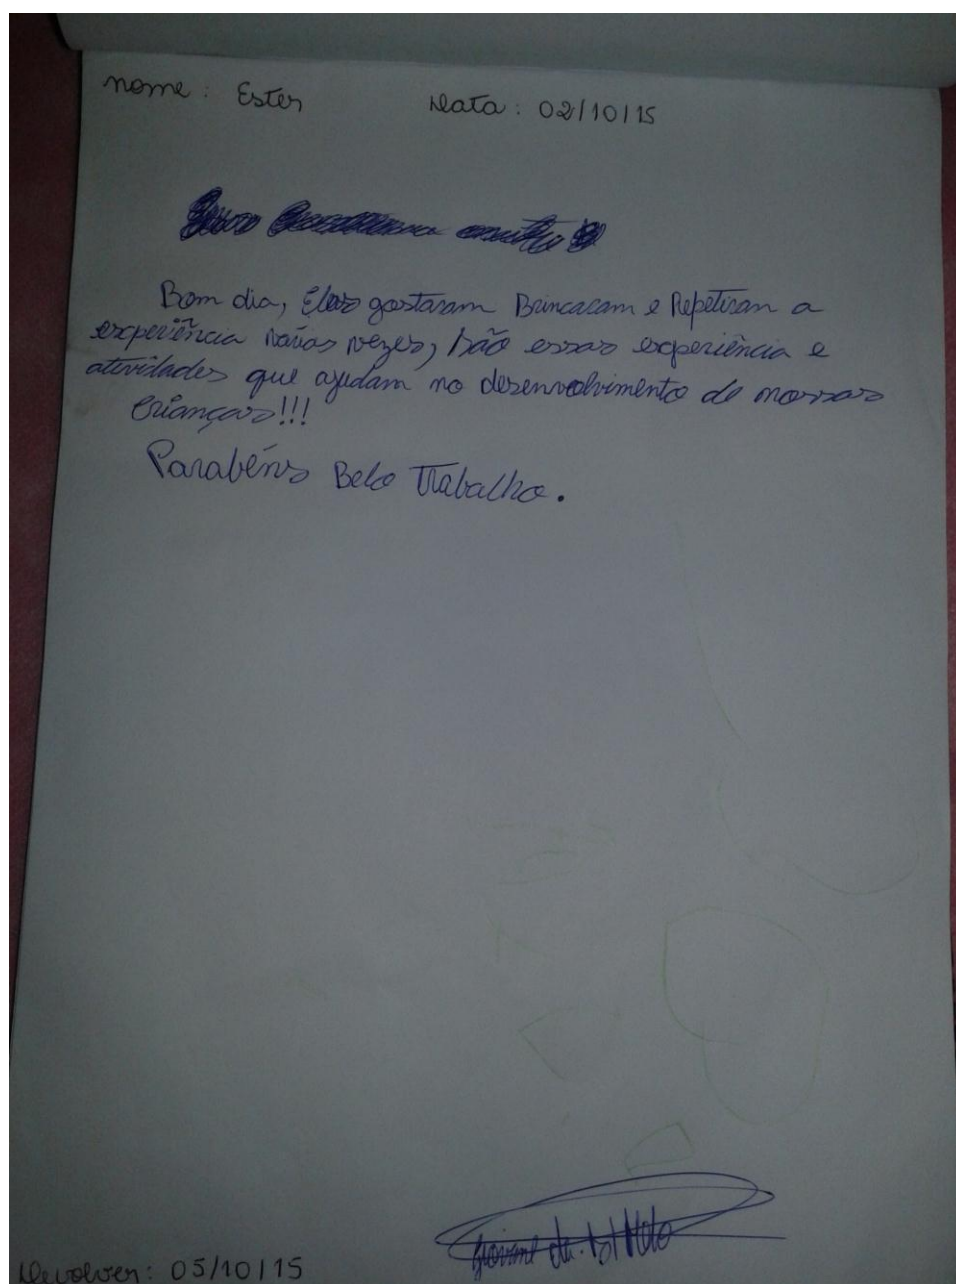 nome: Ester Data: 02/10/15
Bom dia, Elas gostaram Brincaram e Repetiram a
experiência várias vezes, São essas experiência e
atividades que ajudam no desenvolvimento de nossas
crianças!!!
Parabéns Belo Trabalho.
Devolver: 05/10/15